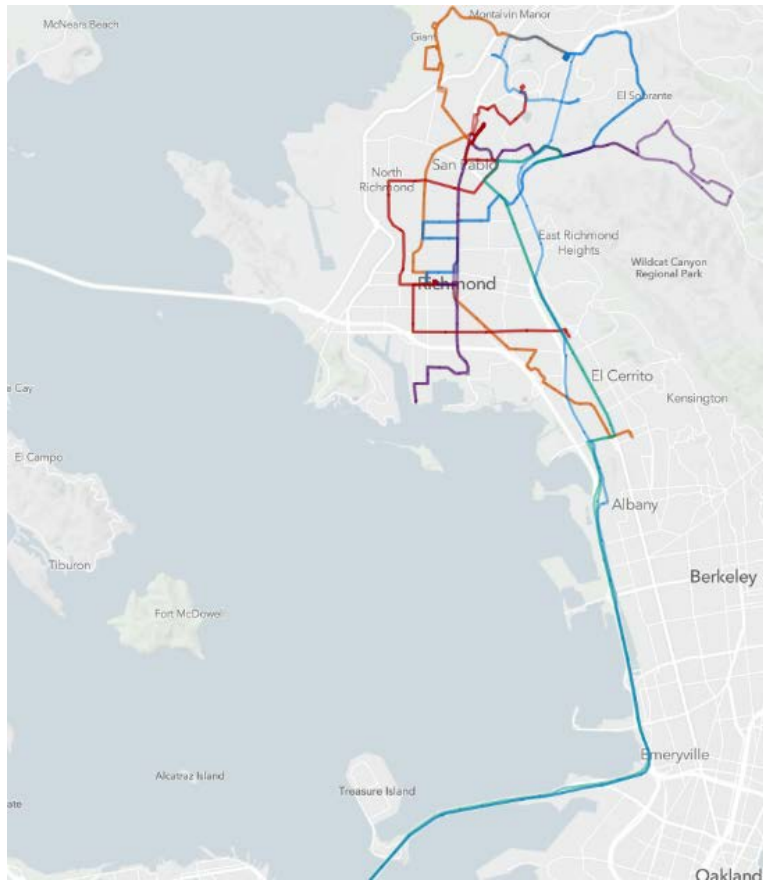 McNears Beach
Montalvin Manor
Giant
El Sobrante
San Pablo
North
Richmond
East Richmond
Heights
Wildcat Canyon
Regional Park
Richmond
El Cerrito
a Cay
Kensington
El Campo
Albany
Tiburon
Berkeley
Fort McDowell
Emeryville
Alcatraz Island
Treasure Island
ate
Oakland